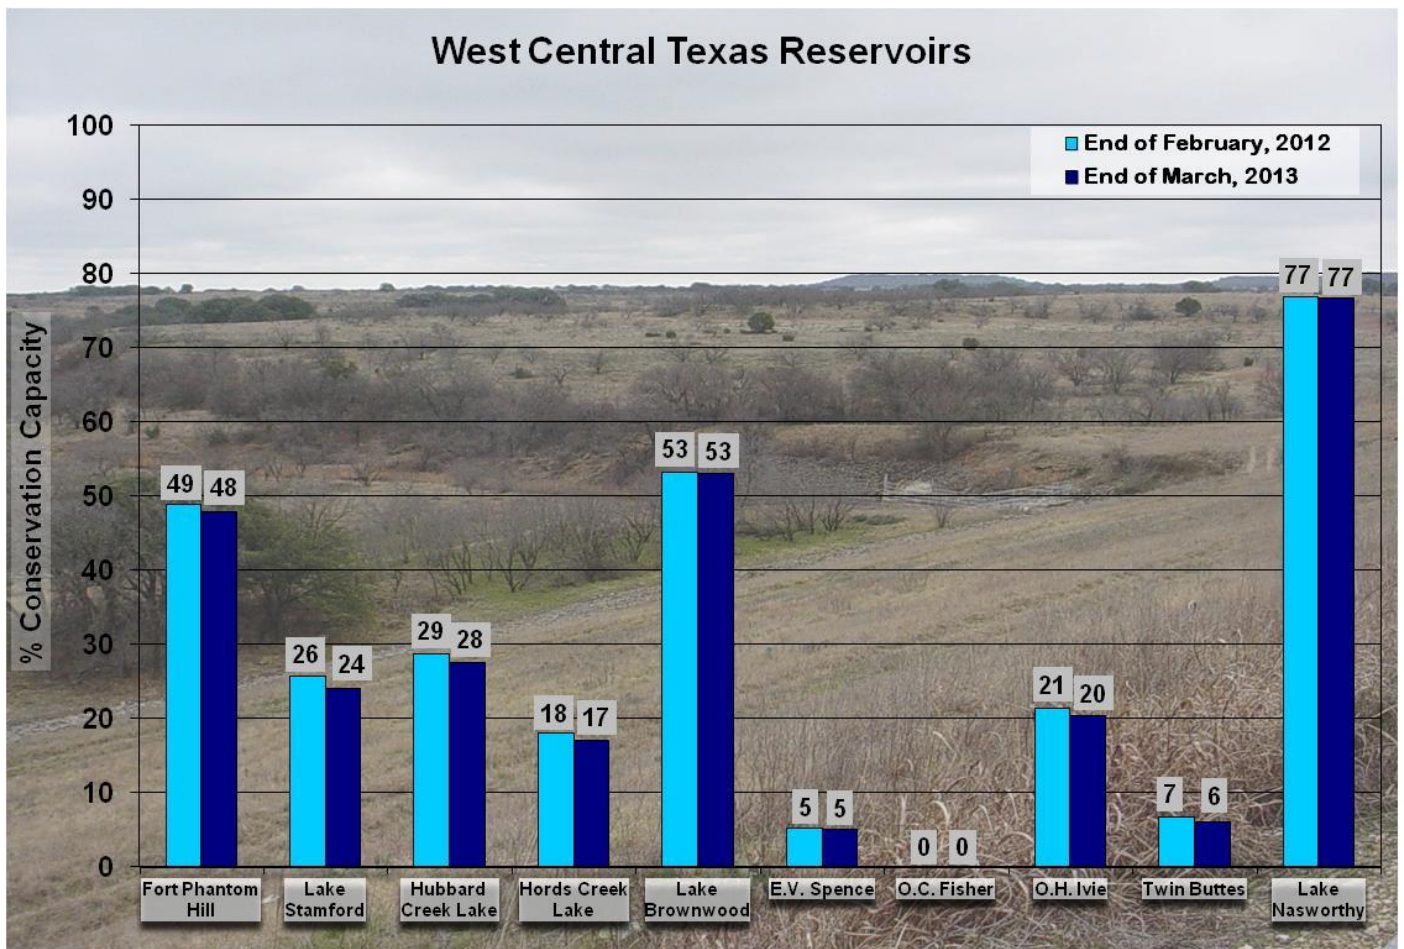 West Central Texas Reservoirs
% Conservation Capacity
100
90
80
70
60
50
40
30
20
10
0
End of February, 2012
End of March, 2013
49 48
26 24
29 28
18 17
53 53
5 5
0 0
21 20
7 6
77 77
Fort Phantom
Hill
Lake
Stamford
Hubbard
Creek Lake
Hords Creek
Lake
Lake
Brownwood
E.V. Spence
O.C. Fisher
O.H. Ivie
Twin Buttes
Lake
Nasworthy